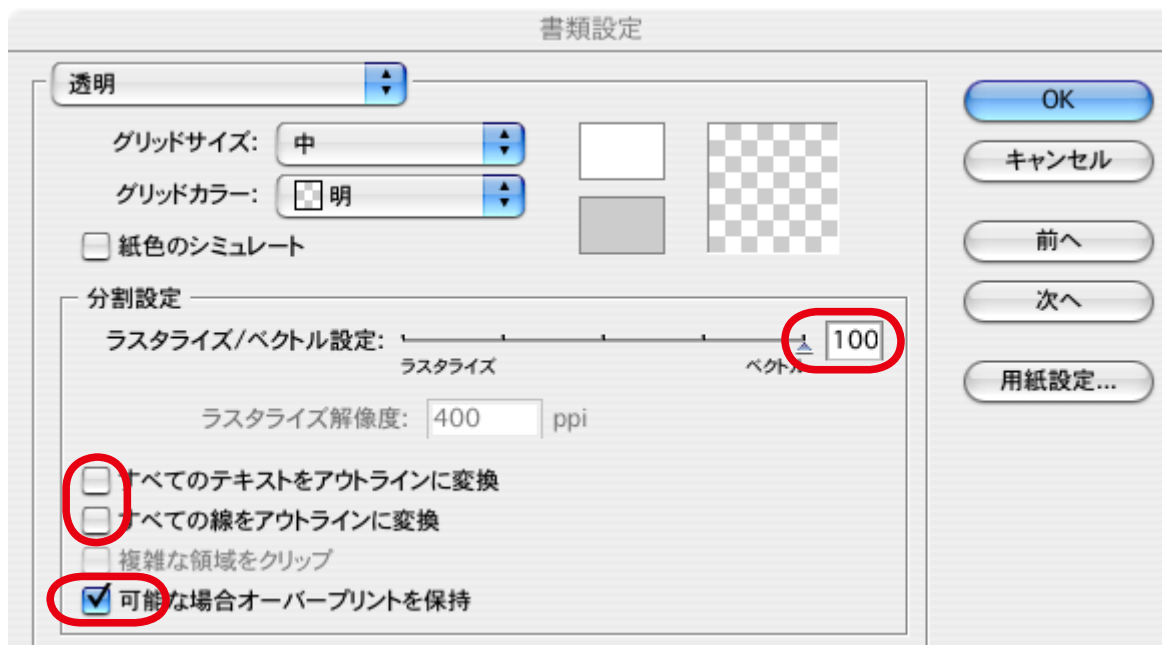 書類設定
透明
OK
グリッドサイズ: 中
キャンセル
グリッドカラー: 明
紙色のシミュレート
前へ
分割設定
次へ
ラスタライズ/ベクトル設定: 100
ラスタライズ ベクトル
用紙設定...
ラスタライズ解像度: 400 ppi
すべてのテキストをアウトラインに変換
すべての線をアウトラインに変換
複雑な領域をクリップ
可能な場合オーバープリントを保持